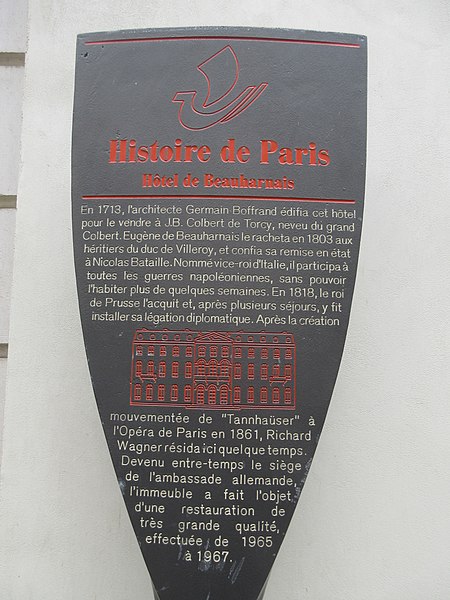 Histoire de Paris
Hôtel de Beauharnais
En 1713, l'architecte Germain Boffrand édifia cet hôtel
pour le vendre à J.B. Colbert de Torcy, neveu du grand
Colbert. Eugène de Beauharnais le racheta en 1803 aux
héritiers du duc de Villeroy, et confia sa remise en état
à Nicolas Bataille. Nommé vice-roi d'Italie, il participa à
toutes les guerres napoléoniennes, sans pouvoir
l'habiter plus de quelques semaines. En 1818, le roi
de Prusse l'acquit et, après plusieurs séjours, y fit
installer sa légation diplomatique. Après la création
mouvementée de "Tannhaüser" à
l'Opéra de Paris en 1861, Richard
Wagner résida ici quelque temps.
Devenu entre-temps le siège
de l'ambassade allemande,
l'immeuble a fait l'objet
d'une restauration de
très grande qualité,
effectuée de 1965
à 1967.